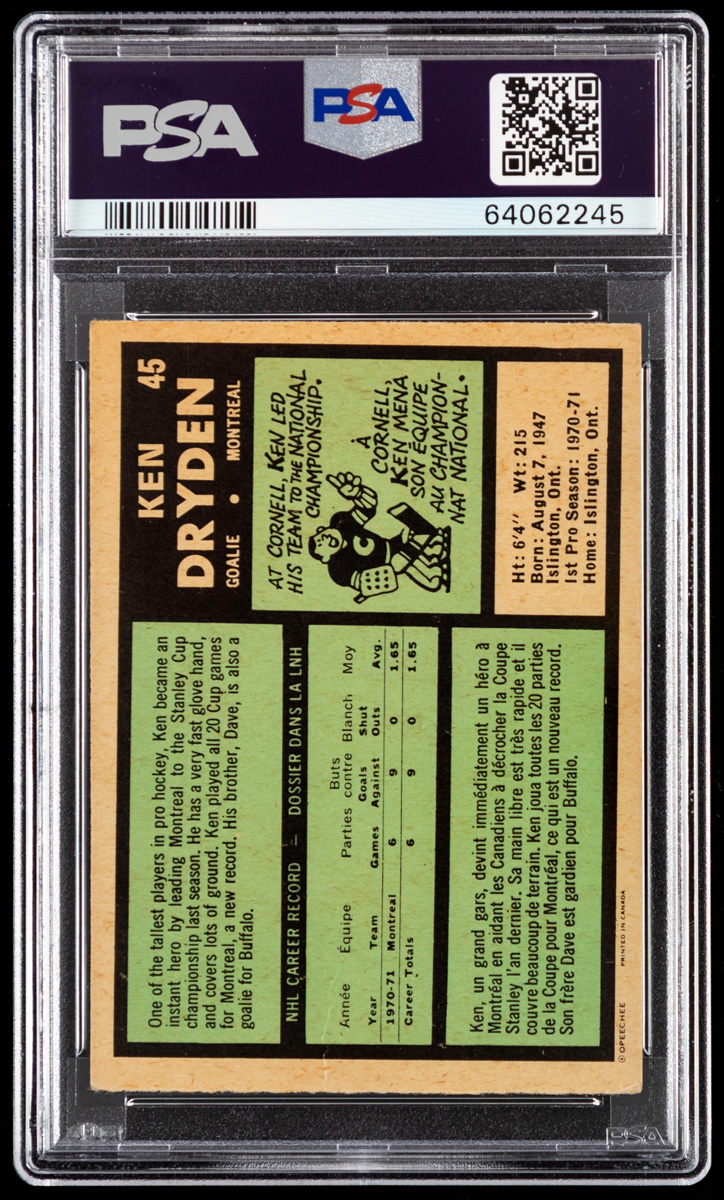 PSA
PSA
64062245
KEN 45
DRYDEN
GOALIE • MONTREAL
One of the tallest players in pro hockey, Ken became an
instant hero by leading Montreal to the Stanley Cup
championship last season. He has a very fast glove hand,
and covers lots of ground. Ken played all 20 Cup games
for Montreal, a new record. His brother, Dave, is also a
goalie for Buffalo.
AT CORNELL, KEN LED
HIS TEAM TO THE NATIONAL
CHAMPIONSHIP.
À
CORNELL,
KEN MENA
SON ÉQUIPE
AU CHAMPION-
NAT NATIONAL.
C
NHL CAREER RECORD — DOSSIER DANS LA LNH
Buts
Année Équipe Parties contre Blanch Moy
Goals Shut
Year Team Games Against Outs Avg.
1970-71 Montreal 6 9 0 1.65
Career Totals 6 9 0 1.65
Ht: 6'4" Wt: 215
Born: August 7, 1947
Islington, Ont.
1st Pro Season: 1970-71
Home: Islington, Ont.
Ken, un grand gars, devint immédiatement un héro à
Montréal en aidant les Canadiens à décrocher la Coupe
Stanley l'an dernier. Sa main libre est très rapide et il
couvre beaucoup de terrain. Ken joua toutes les 20 parties
de la Coupe pour Montréal, ce qui est un nouveau record.
Son frère Dave est gardien pour Buffalo.
© OPEECHEE PRINTED IN CANADA
PSA